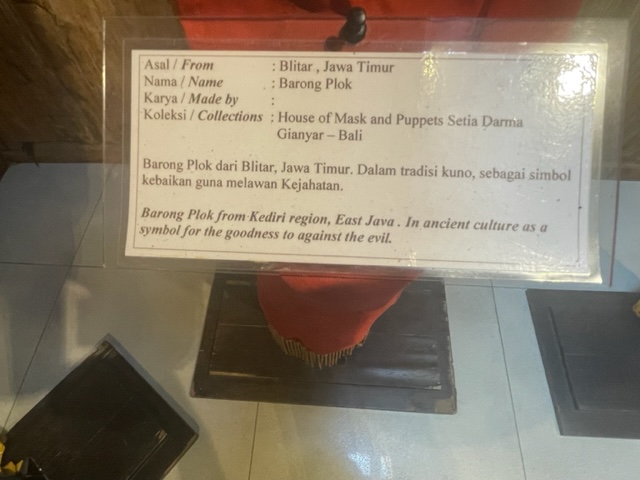 Asal / From : Blitar , Jawa Timur
Nama / Name : Barong Plok
Karya / Made by :
Koleksi / Collections : House of Mask and Puppets Setia Darma
Gianyar – Bali
Barong Plok dari Blitar, Jawa Timur. Dalam tradisi kuno, sebagai simbol
kebaikan guna melawan Kejahatan.
Barong Plok from Kediri region, East Java . In ancient culture as a
symbol for the goodness to against the evil.